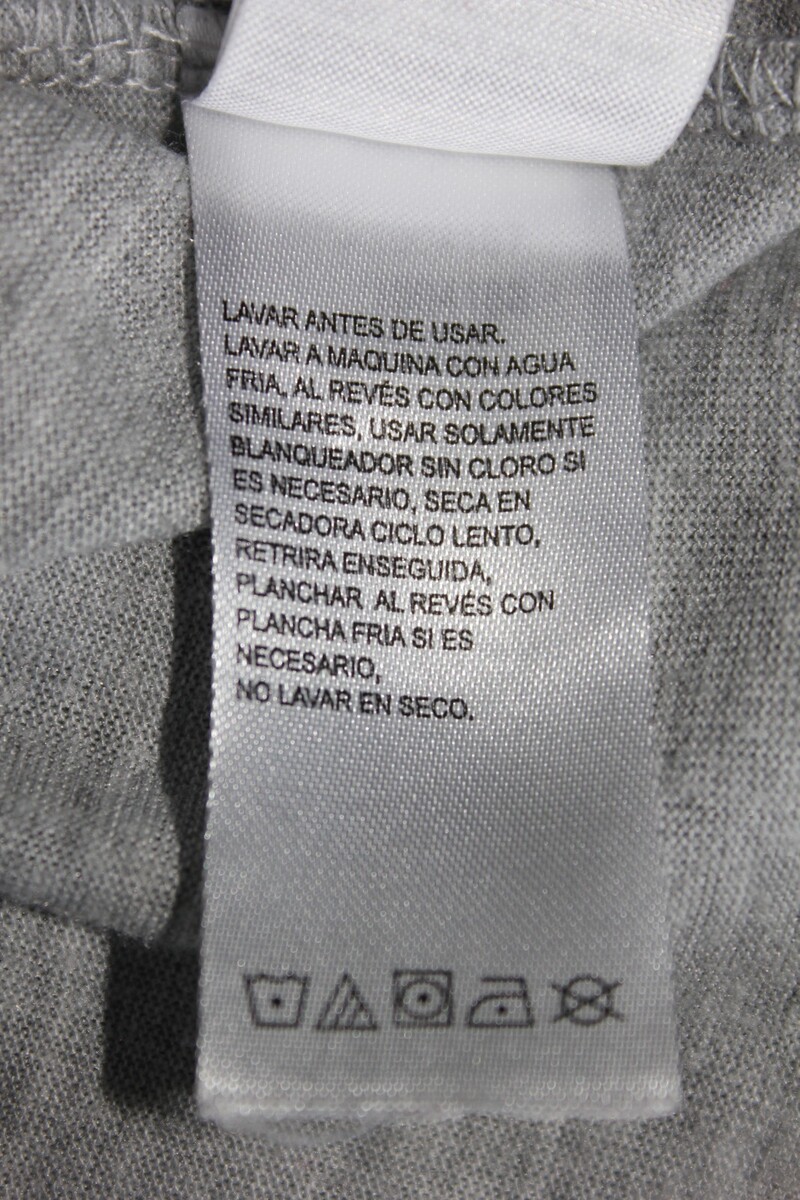 LAVAR ANTES DE USAR.
LAVAR A MAQUINA CON AGUA
FRIA, AL REVÉS CON COLORES
SIMILARES, USAR SOLAMENTE
BLANQUEADOR SIN CLORO SI
ES NECESARIO, SECA EN
SECADORA CICLO LENTO,
RETRIRA ENSEGUIDA,
PLANCHAR AL REVÉS CON
PLANCHA FRIA SI ES
NECESARIO,
NO LAVAR EN SECO.